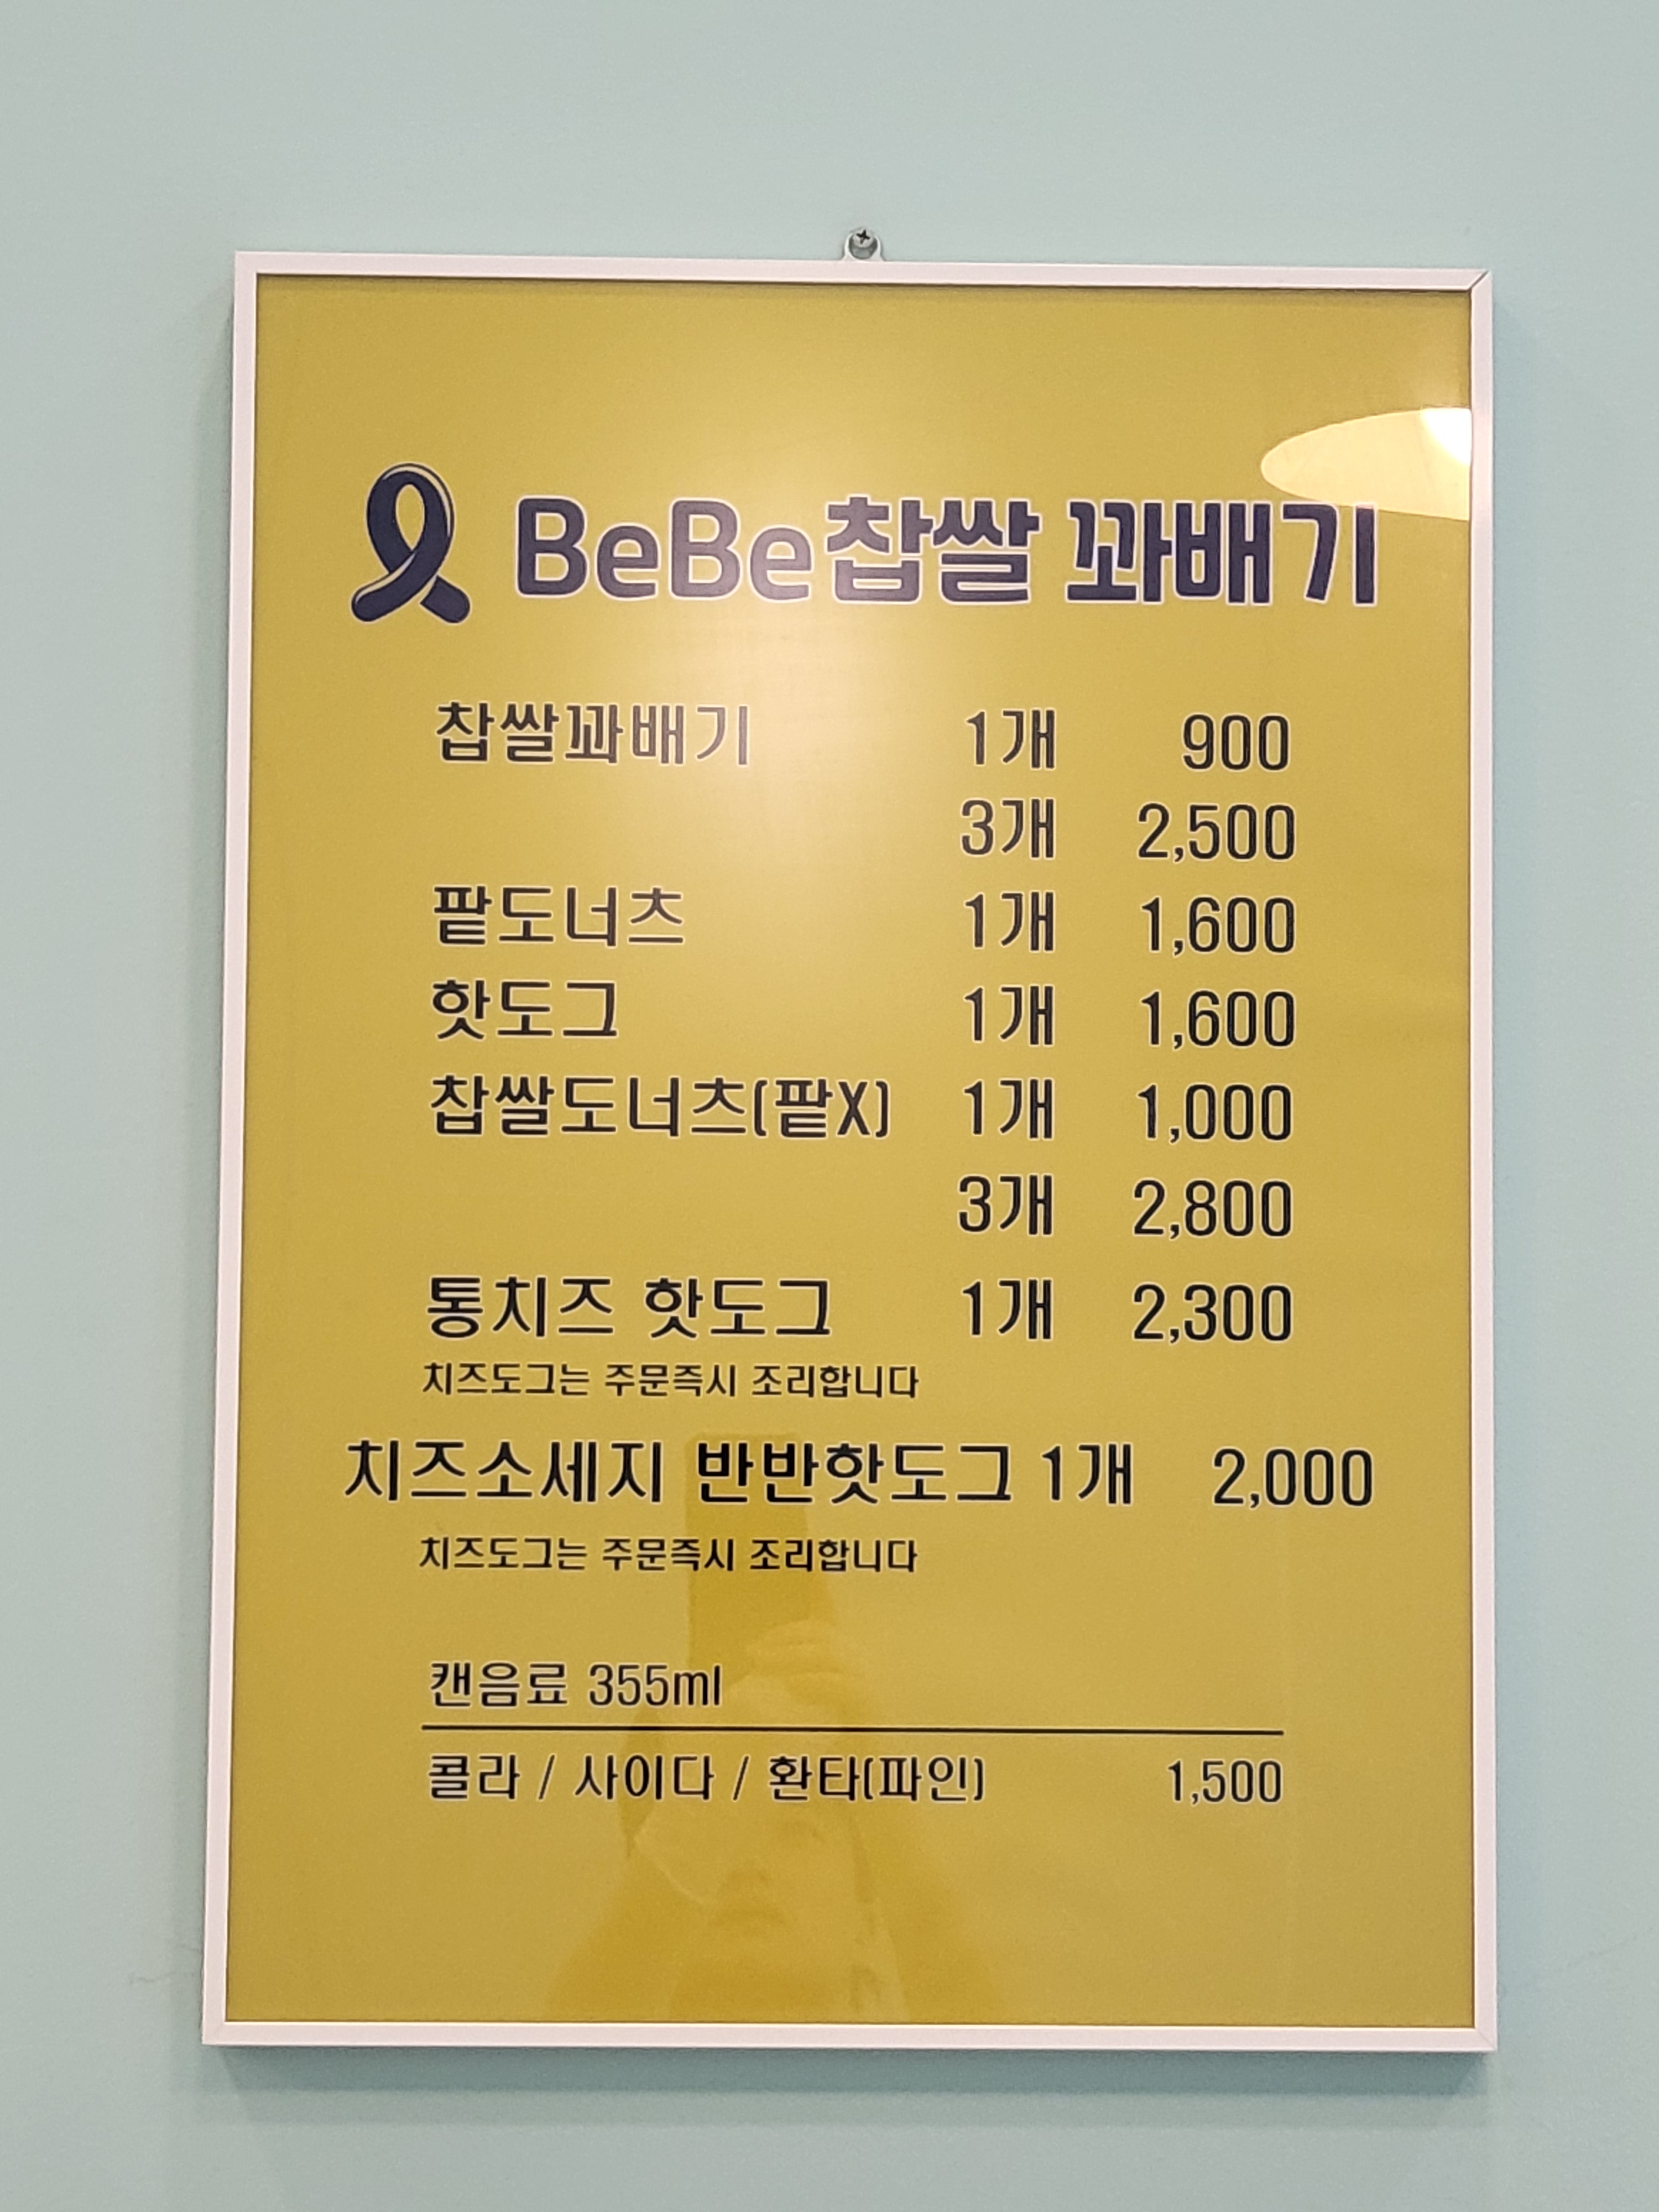 BeBe찹쌀 꽈배기
찹쌀꽈배기 1개 900
3개 2,500
팥도너츠 1개 1,600
핫도그 1개 1,600
찹쌀도너츠(팥X) 1개 1,000
3개 2,800
통치즈 핫도그 1개 2,300
치즈도그는 주문즉시 조리합니다
치즈소세지 반반핫도그 1개 2,000
치즈도그는 주문즉시 조리합니다
캔음료 355ml
콜라 / 사이다 / 환타(파인) 1,500